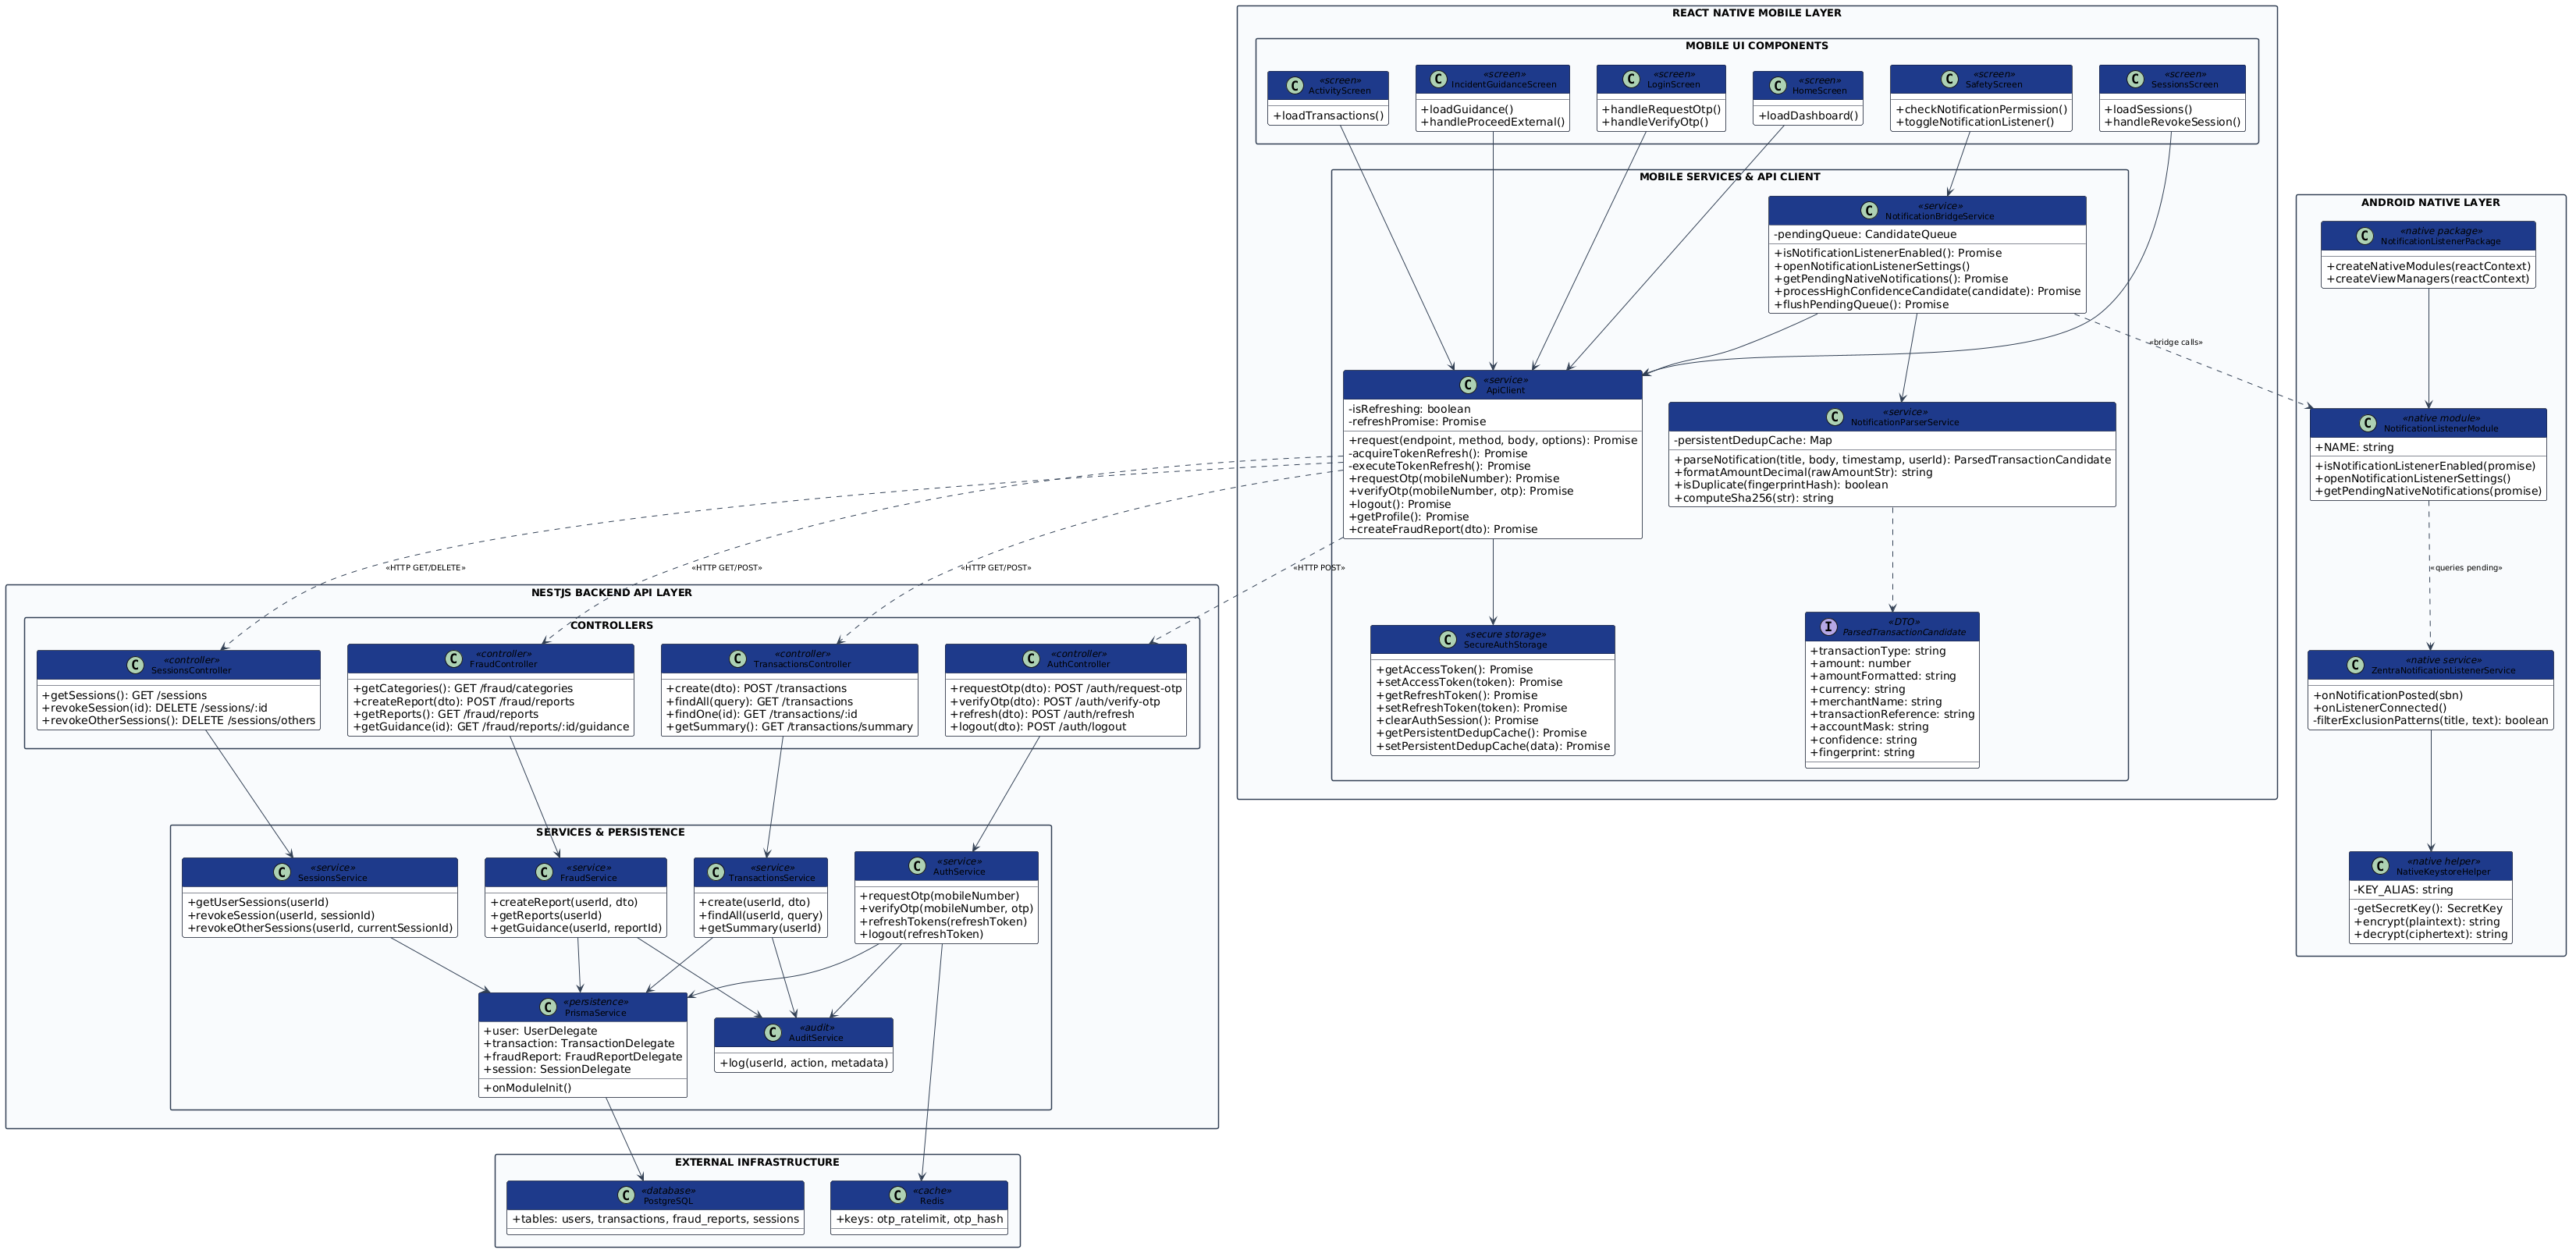 REACT NATIVE MOBILE LAYER
MOBILE UI COMPONENTS
C
«screen»
ActivityScreen
+loadTransactions()
C
«screen»
IncidentGuidanceScreen
+loadGuidance()
+handleProceedExternal()
C
«screen»
LoginScreen
+handleRequestOtp()
+handleVerifyOtp()
C
«screen»
HomeScreen
+loadDashboard()
C
«screen»
SafetyScreen
+checkNotificationPermission()
+toggleNotificationListener()
C
«screen»
SessionsScreen
+loadSessions()
+handleRevokeSession()
MOBILE SERVICES & API CLIENT
C
«service»
NotificationBridgeService
-pendingQueue: CandidateQueue
+isNotificationListenerEnabled(): Promise
+openNotificationListenerSettings()
+getPendingNativeNotifications(): Promise
+processHighConfidenceCandidate(candidate): Promise
+flushPendingQueue(): Promise
C
«service»
ApiClient
-isRefreshing: boolean
-refreshPromise: Promise
+request(endpoint, method, body, options): Promise
-acquireTokenRefresh(): Promise
-executeTokenRefresh(): Promise
+requestOtp(mobileNumber): Promise
+verifyOtp(mobileNumber, otp): Promise
+logout(): Promise
+getProfile(): Promise
+createFraudReport(dto): Promise
C
«service»
NotificationParserService
-persistentDedupCache: Map
+parseNotification(title, body, timestamp, userId): ParsedTransactionCandidate
+formatAmountDecimal(rawAmountStr): string
+isDuplicate(fingerprintHash): boolean
+computeSha256(str): string
C
«secure storage»
SecureAuthStorage
+getAccessToken(): Promise
+setAccessToken(token): Promise
+getRefreshToken(): Promise
+setRefreshToken(token): Promise
+clearAuthSession(): Promise
+getPersistentDedupCache(): Promise
+setPersistentDedupCache(data): Promise
I
«DTO»
ParsedTransactionCandidate
+transactionType: string
+amount: number
+amountFormatted: string
+currency: string
+merchantName: string
+transactionReference: string
+accountMask: string
+confidence: string
+fingerprint: string
«bridge calls»
ANDROID NATIVE LAYER
C
«native package»
NotificationListenerPackage
+createNativeModules(reactContext)
+createViewManagers(reactContext)
C
«native module»
NotificationListenerModule
+NAME: string
+isNotificationListenerEnabled(promise)
+openNotificationListenerSettings()
+getPendingNativeNotifications(promise)
«queries pending»
C
«native service»
ZentraNotificationListenerService
+onNotificationPosted(sbn)
+onListenerConnected()
-filterExclusionPatterns(title, text): boolean
C
«native helper»
NativeKeystoreHelper
-KEY_ALIAS: string
-getSecretKey(): SecretKey
+encrypt(plaintext): string
+decrypt(ciphertext): string
«HTTP GET/DELETE»
«HTTP GET/POST»
«HTTP GET/POST»
«HTTP POST»
NESTJS BACKEND API LAYER
CONTROLLERS
C
«controller»
SessionsController
+getSessions(): GET /sessions
+revokeSession(id): DELETE /sessions/:id
+revokeOtherSessions(): DELETE /sessions/others
C
«controller»
FraudController
+getCategories(): GET /fraud/categories
+createReport(dto): POST /fraud/reports
+getReports(): GET /fraud/reports
+getGuidance(id): GET /fraud/reports/:id/guidance
C
«controller»
TransactionsController
+create(dto): POST /transactions
+findAll(query): GET /transactions
+findOne(id): GET /transactions/:id
+getSummary(): GET /transactions/summary
C
«controller»
AuthController
+requestOtp(dto): POST /auth/request-otp
+verifyOtp(dto): POST /auth/verify-otp
+refresh(dto): POST /auth/refresh
+logout(dto): POST /auth/logout
SERVICES & PERSISTENCE
C
«service»
SessionsService
+getUserSessions(userId)
+revokeSession(userId, sessionId)
+revokeOtherSessions(userId, currentSessionId)
C
«service»
FraudService
+createReport(userId, dto)
+getReports(userId)
+getGuidance(userId, reportId)
C
«service»
TransactionsService
+create(userId, dto)
+findAll(userId, query)
+getSummary(userId)
C
«service»
AuthService
+requestOtp(mobileNumber)
+verifyOtp(mobileNumber, otp)
+refreshTokens(refreshToken)
+logout(refreshToken)
C
«persistence»
PrismaService
+user: UserDelegate
+transaction: TransactionDelegate
+fraudReport: FraudReportDelegate
+session: SessionDelegate
+onModuleInit()
C
«audit»
AuditService
+log(userId, action, metadata)
EXTERNAL INFRASTRUCTURE
C
«database»
PostgreSQL
+tables: users, transactions, fraud_reports, sessions
C
«cache»
Redis
+keys: otp_ratelimit, otp_hash